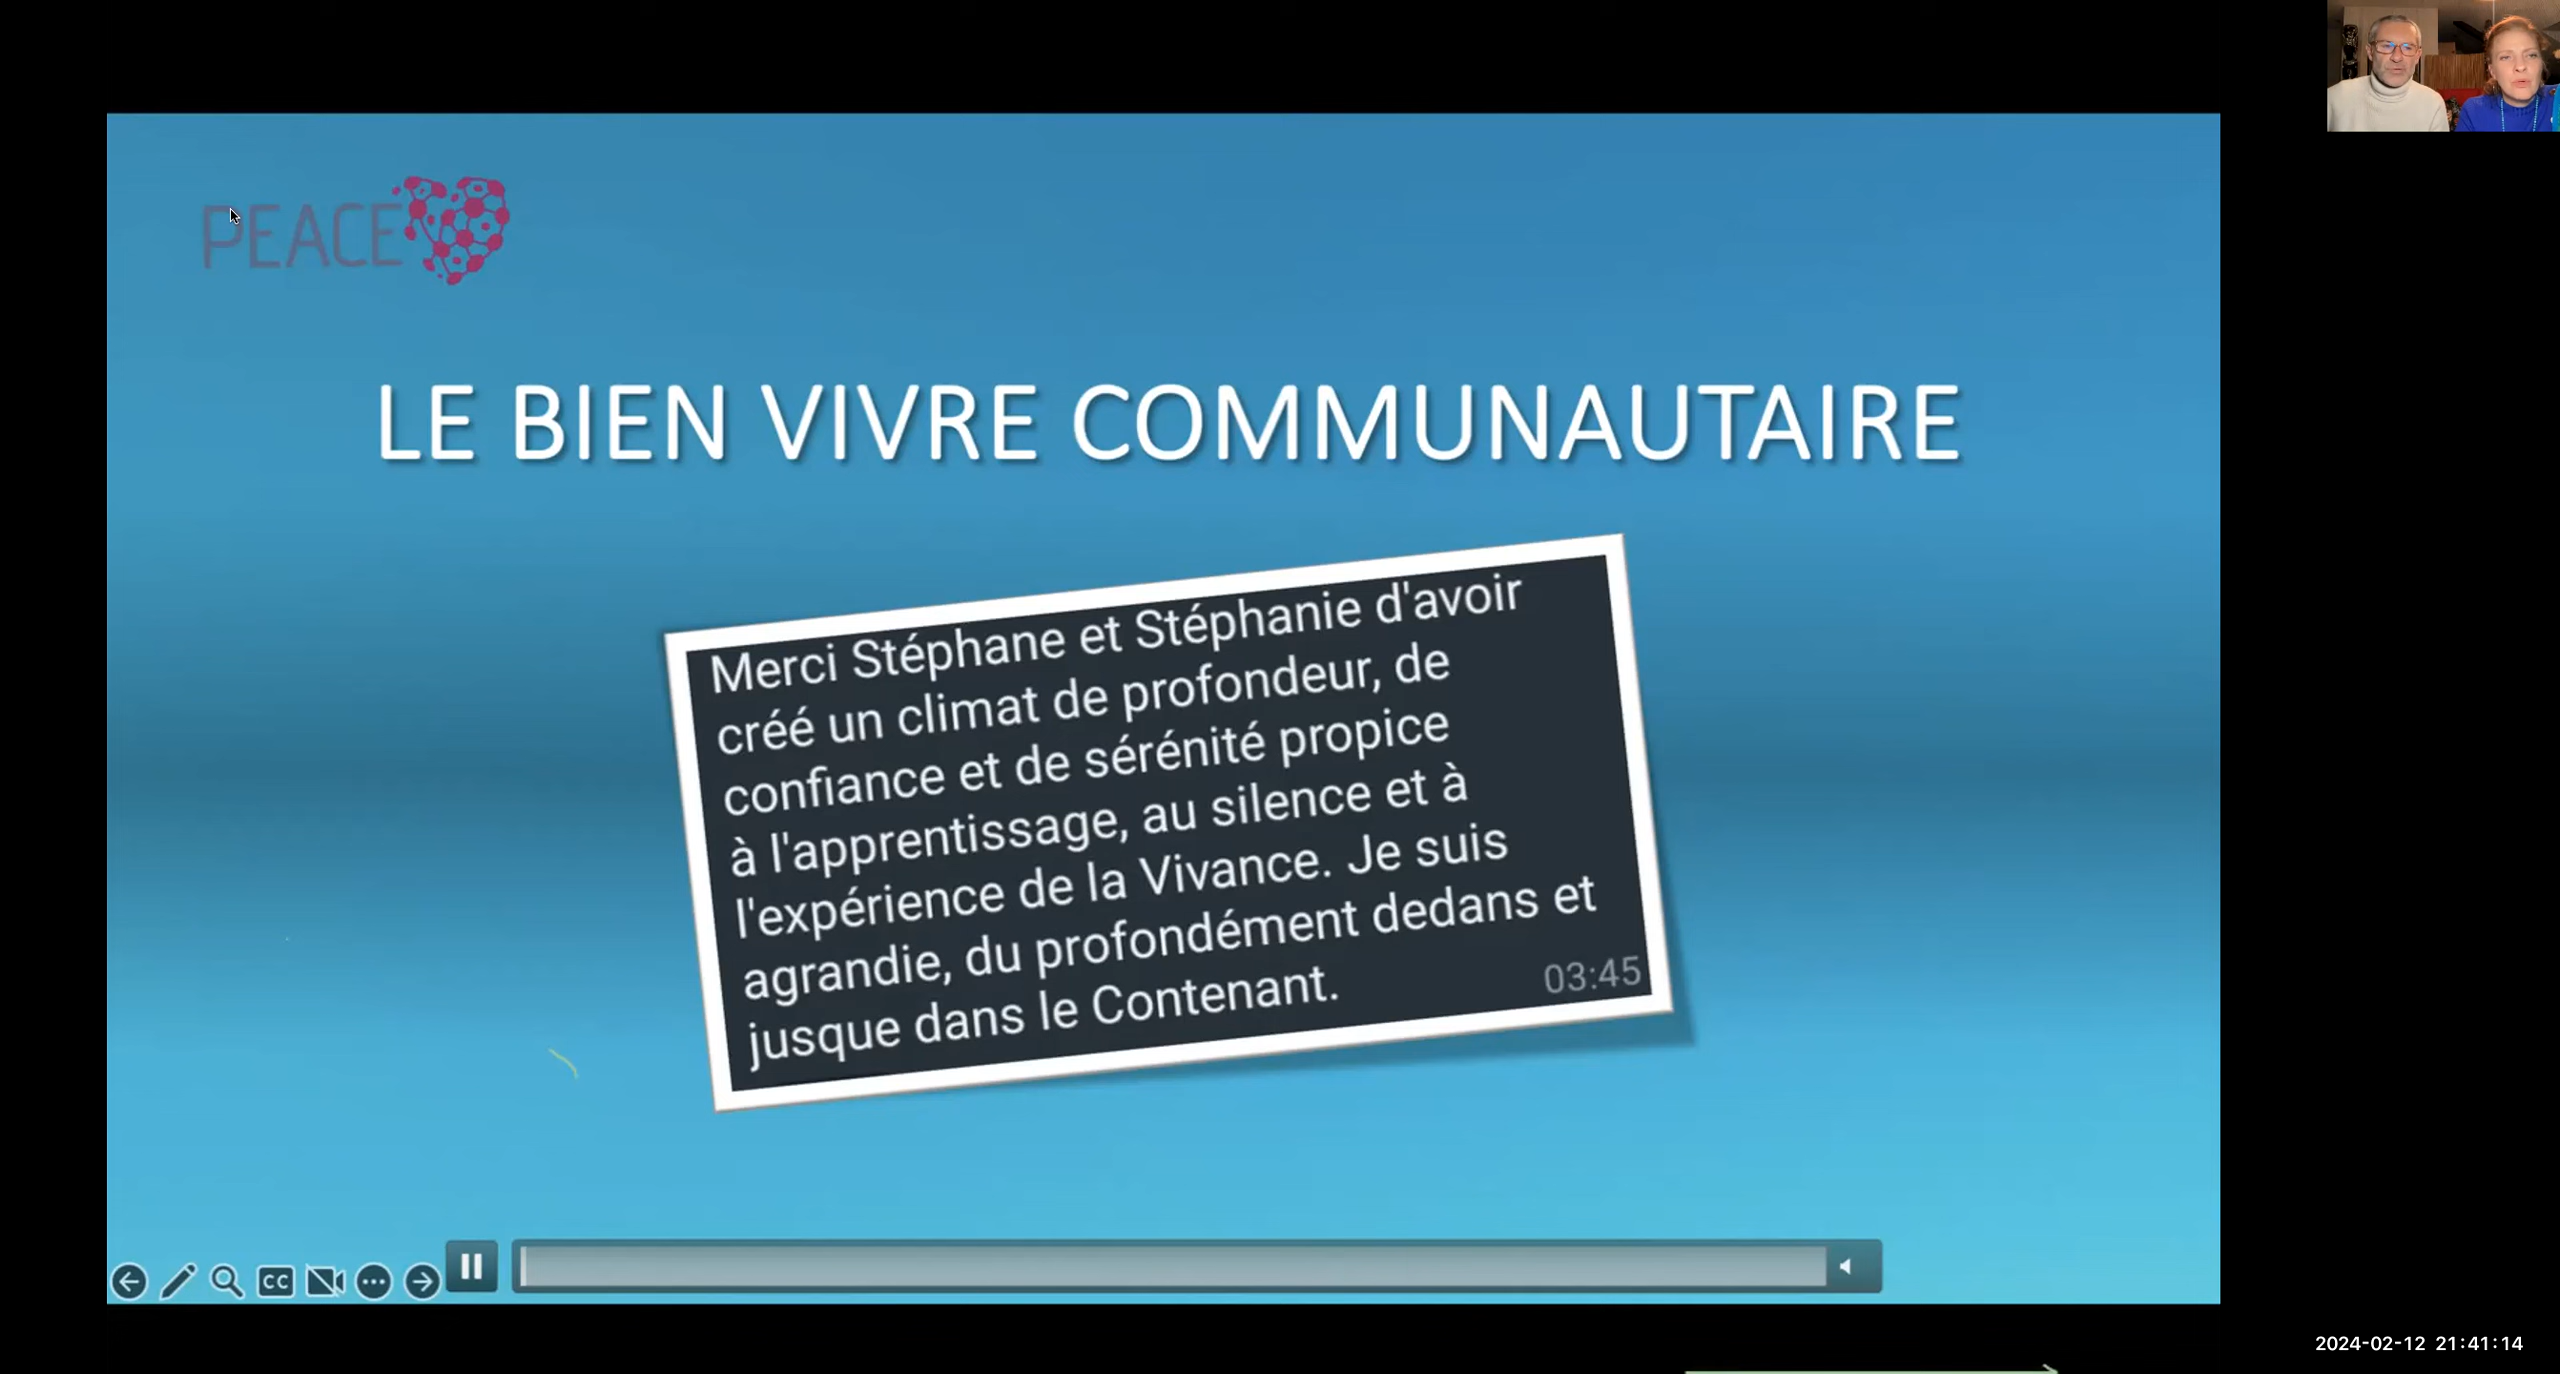 PEACE
LE BIEN VIVRE COMMUNAUTAIRE
Merci Stéphane et Stéphanie d'avoir
créé un climat de profondeur, de
confiance et de sérénité propice
à l'apprentissage, au silence et à
l'expérience de la Vivance. Je suis
agrandie, du profondément dedans et
jusque dans le Contenant.
03:45
CC
2024-02-12 21:41:14